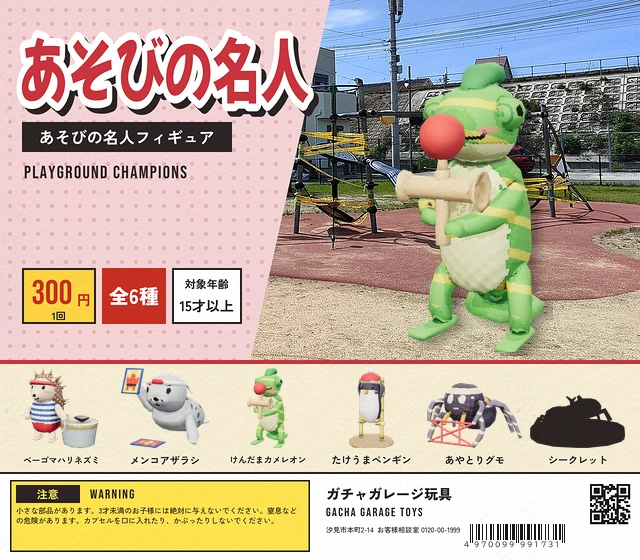 あそびの名人
あそびの名人フィギュア
PLAYGROUND CHAMPIONS
300円
1回
全6種
対象年齢
15才以上
ベーゴマハリネズミ
メンコアザラシ
けんだまカメレオン
たけうまペンギン
あやとりグモ
シークレット
注意 WARNING
小さな部品があります。3才未満のお子様には絶対に与えないでください。窒息など
の危険があります。カプセルを口に入れたり、かぶったりしないでください。
ガチャガレージ玩具
GACHA GARAGE TOYS
汐見市本町2-14 お客様相談室 0120-00-1999
4 970099 991731